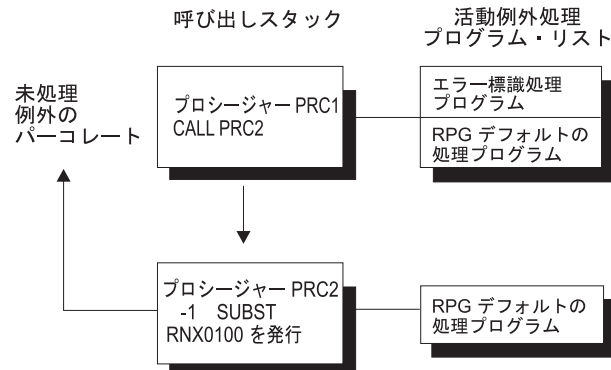 呼び出しスタック
活動例外処理
プログラム・リスト
未処理
例外の
パーコレート
プロシージャー PRC1
CALL PRC2
エラー標識処理
プログラム
RPG デフォルトの
処理プログラム
プロシージャー PRC2
-1 SUBST
RNX0100 を発行
RPG デフォルトの
処理プログラム